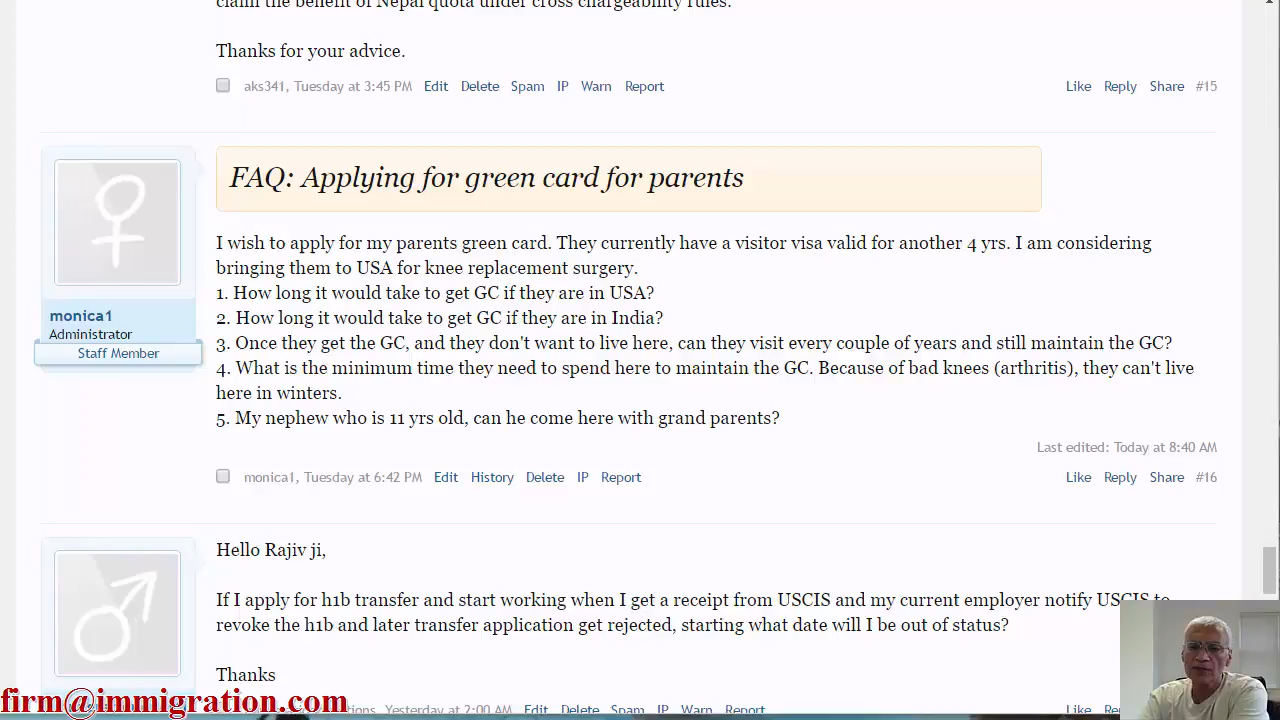 claim the benefit of Nepal quota under cross chargeability rules.
Thanks for your advice.
aks341, Tuesday at 3:45 PM Edit Delete Spam IP Warn Report Like Reply Share #15
FAQ: Applying for green card for parents
I wish to apply for my parents green card. They currently have a visitor visa valid for another 4 yrs. I am considering
bringing them to USA for knee replacement surgery.
1. How long it would take to get GC if they are in USA?
2. How long it would take to get GC if they are in India?
3. Once they get the GC, and they don't want to live here, can they visit every couple of years and still maintain the GC?
4. What is the minimum time they need to spend here to maintain the GC. Because of bad knees (arthritis), they can't live
here in winters.
5. My nephew who is 11 yrs old, can he come here with grand parents?
monica1
Administrator
Staff Member
Last edited: Today at 8:40 AM
monica1, Tuesday at 6:42 PM Edit History Delete IP Report Like Reply Share #16
Hello Rajiv ji,
If I apply for h1b transfer and start working when I get a receipt from USCIS and my current employer notify USCIS to
revoke the h1b and later transfer application get rejected, starting what date will I be out of status?
Thanks
firm@immigration.com
Yesterday at 2:00 AM Edit Delete Spam IP Warn Report Like